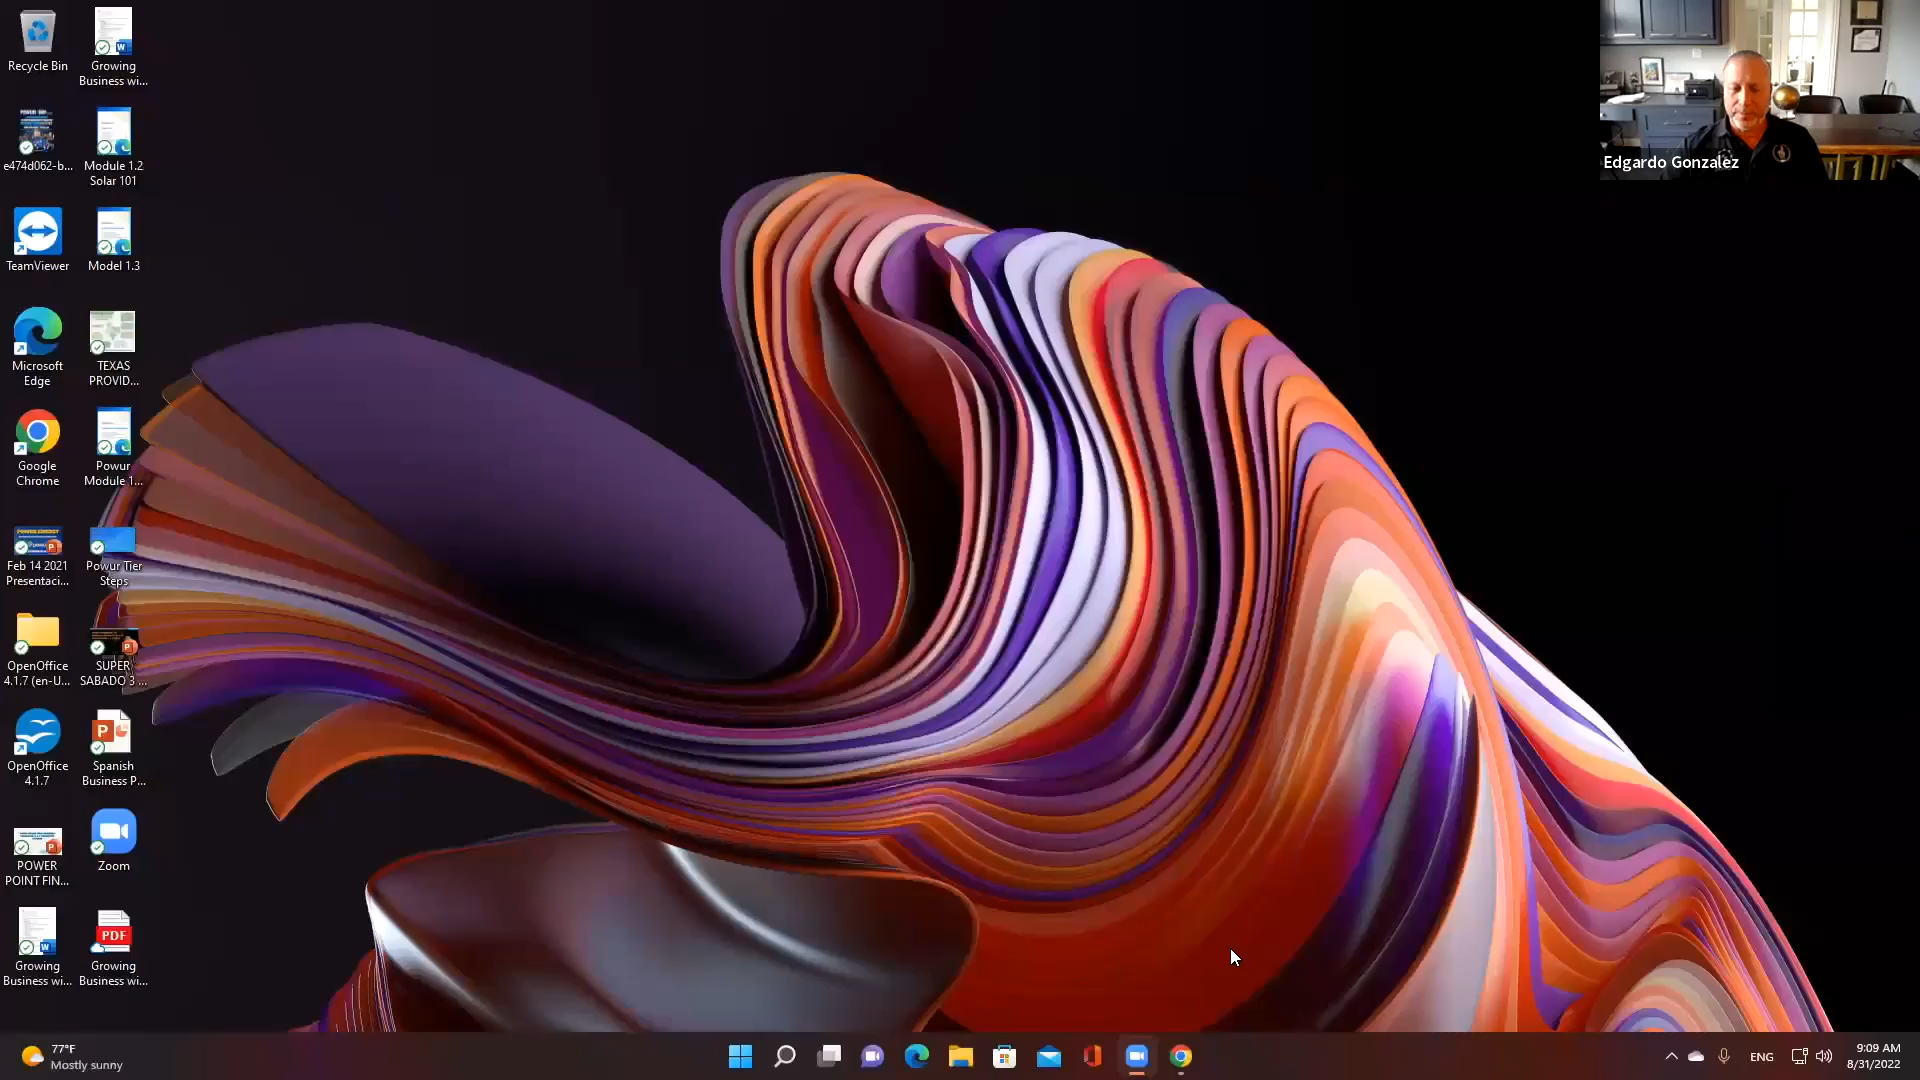 Recycle Bin
Growing
Business wi...
e474d062-b...
Module 1.2
Solar 101
TeamViewer
Model 1.3
Microsoft
Edge
TEXAS
PROVID...
Google
Chrome
Powur
Module 1...
Feb 14 2021
Presentaci...
Powur Tier
Steps
OpenOffice
4.1.7 (en-U...
SUPER
SABADO 3 ...
OpenOffice
4.1.7
Spanish
Business P...
POWER
POINT FIN...
Zoom
Growing
Business wi...
PDF
Growing
Business wi...
Edgardo Gonzalez
77°F
Mostly sunny
ENG
9:09 AM
8/31/2022